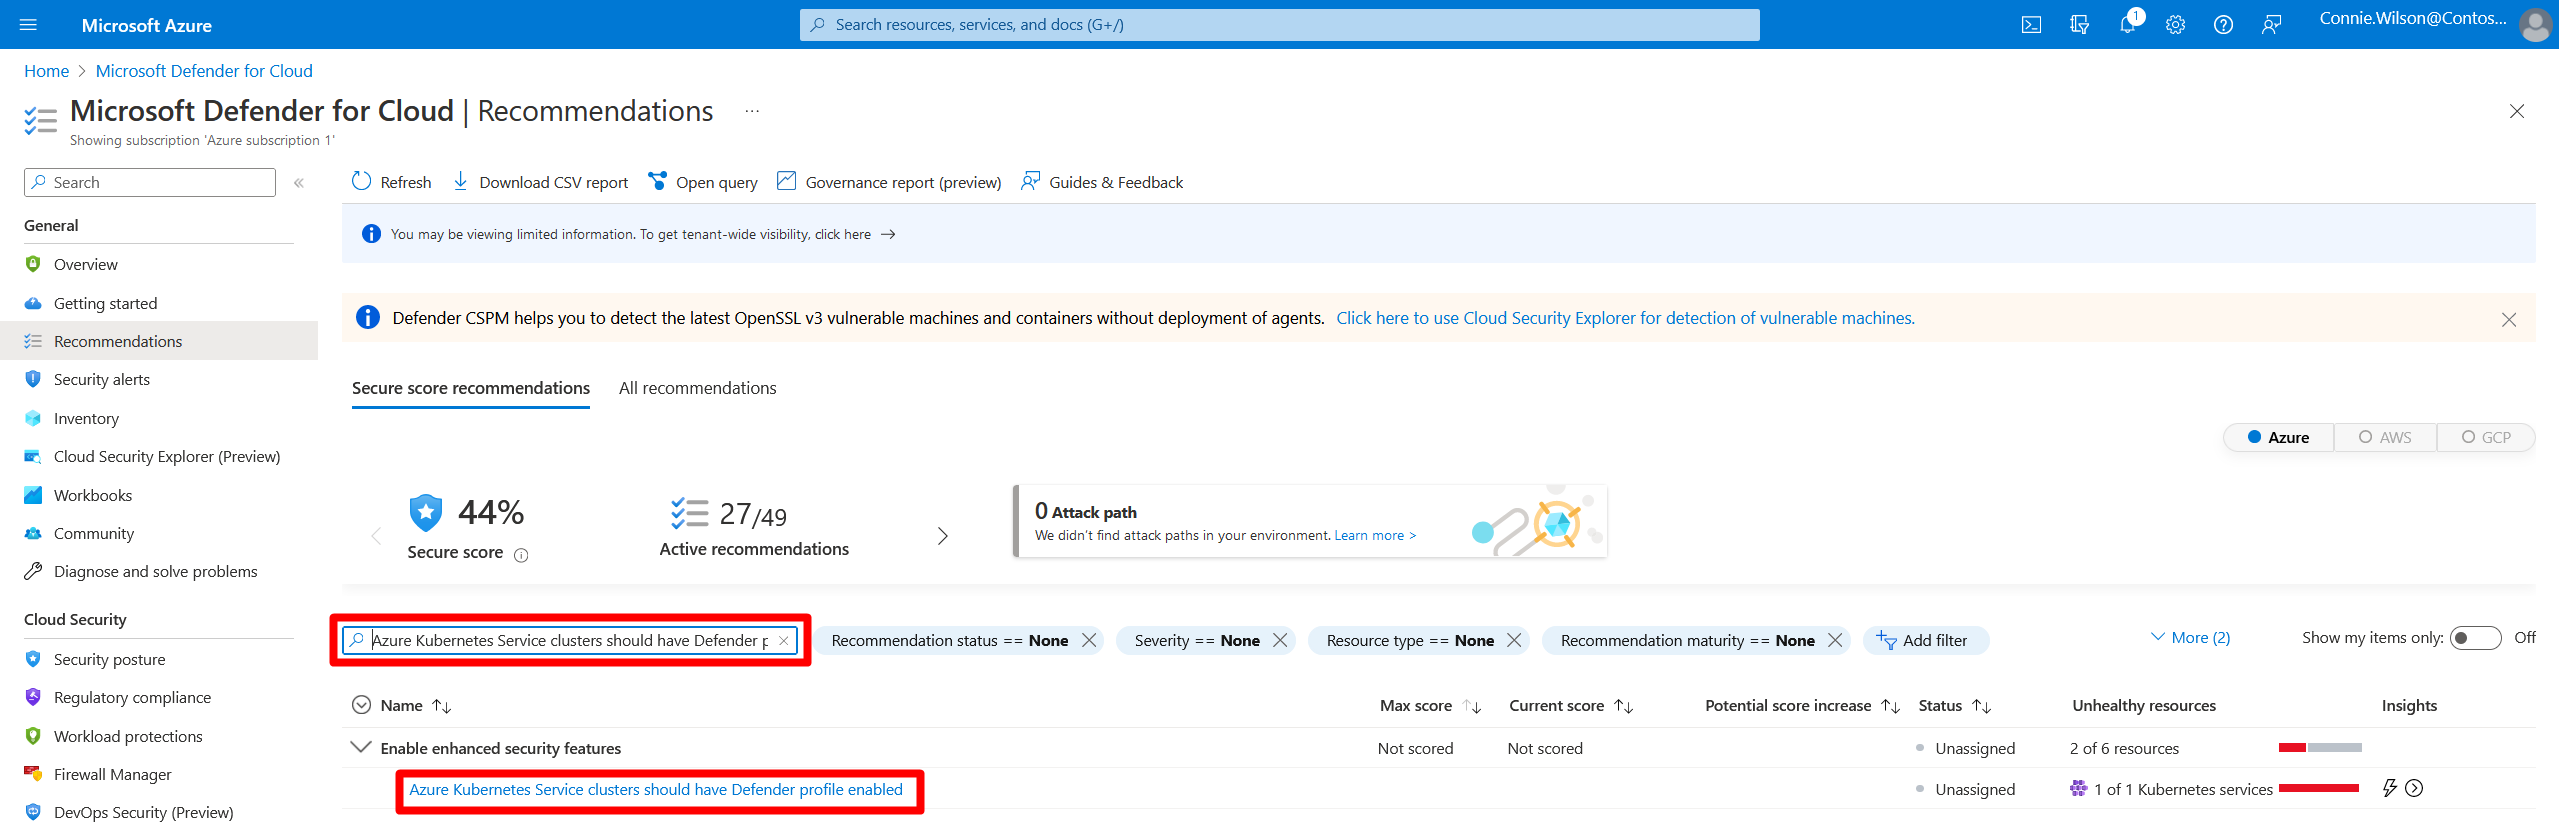 Microsoft Azure
Search resources, services, and docs (G+/)
1
Connie.Wilson@Contos...
Home > Microsoft Defender for Cloud
Microsoft Defender for Cloud | Recommendations ...
Showing subscription 'Azure subscription 1'
Search «
Refresh Download CSV report Open query Governance report (preview) Guides & Feedback
General
Overview
Getting started
Recommendations
Security alerts
Inventory
Cloud Security Explorer (Preview)
Workbooks
Community
Diagnose and solve problems
Cloud Security
Security posture
Regulatory compliance
Workload protections
Firewall Manager
DevOps Security (Preview)
You may be viewing limited information. To get tenant-wide visibility, click here →
Defender CSPM helps you to detect the latest OpenSSL v3 vulnerable machines and containers without deployment of agents. Click here to use Cloud Security Explorer for detection of vulnerable machines.
Secure score recommendations All recommendations
Azure AWS GCP
44%
Secure score
27/49
Active recommendations
0 Attack path
We didn't find attack paths in your environment. Learn more >
Azure Kubernetes Service clusters should have Defender p
Recommendation status == None Severity == None Resource type == None Recommendation maturity == None Add filter More (2) Show my items only: Off
Name Max score Current score Potential score increase Status Unhealthy resources Insights
Enable enhanced security features Not scored Not scored Unassigned 2 of 6 resources
Azure Kubernetes Service clusters should have Defender profile enabled Unassigned 1 of 1 Kubernetes services